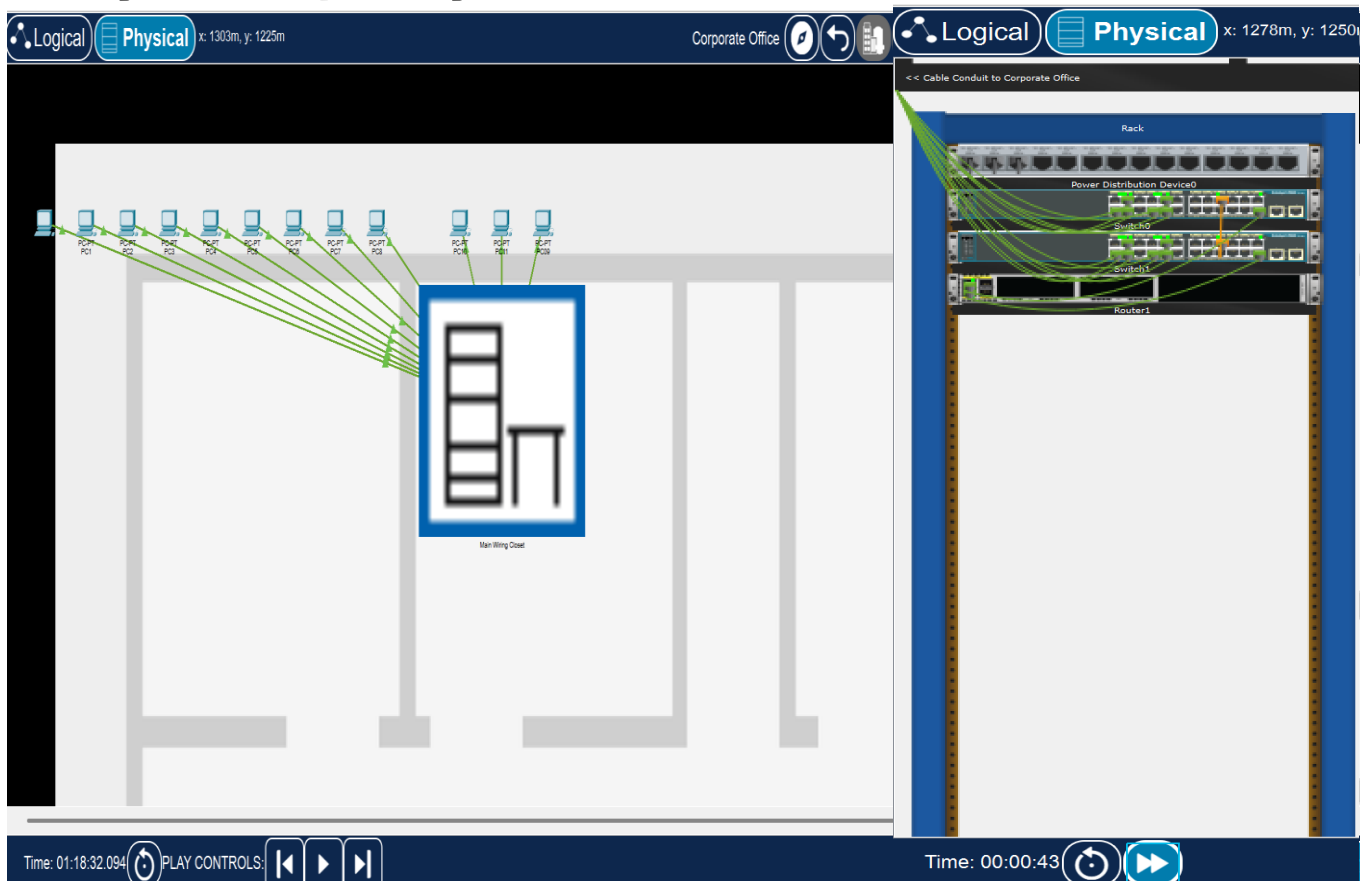 Logical
Physical
x: 1303m, y: 1225m
Corporate Office
PC-PT
PC1
PC-PT
PC2
PC-PT
PC3
PC-PT
PC4
PC-PT
PC5
PC-PT
PC6
PC-PT
PC7
PC-PT
PC8
PC-PT
PC10
PC-PT
PC11
PC-PT
PC09
Main Wiring Closet
Time: 01:18:32.094
PLAY CONTROLS:
Logical
Physical
x: 1278m, y: 1250
<< Cable Conduit to Corporate Office
Rack
Power Distribution Device0
Switch0
Switch1
Router1
Time: 00:00:43